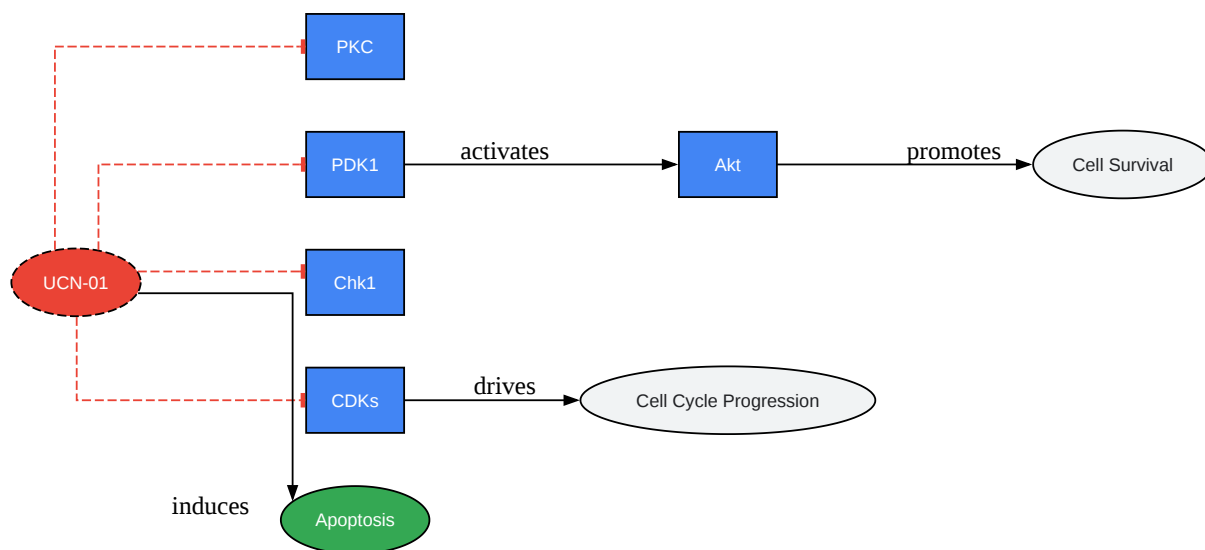 PKC
PDK1
activates
Akt
promotes
Cell Survival
UCN-01
Chk1
CDKs
drives
Cell Cycle Progression
induces
Apoptosis